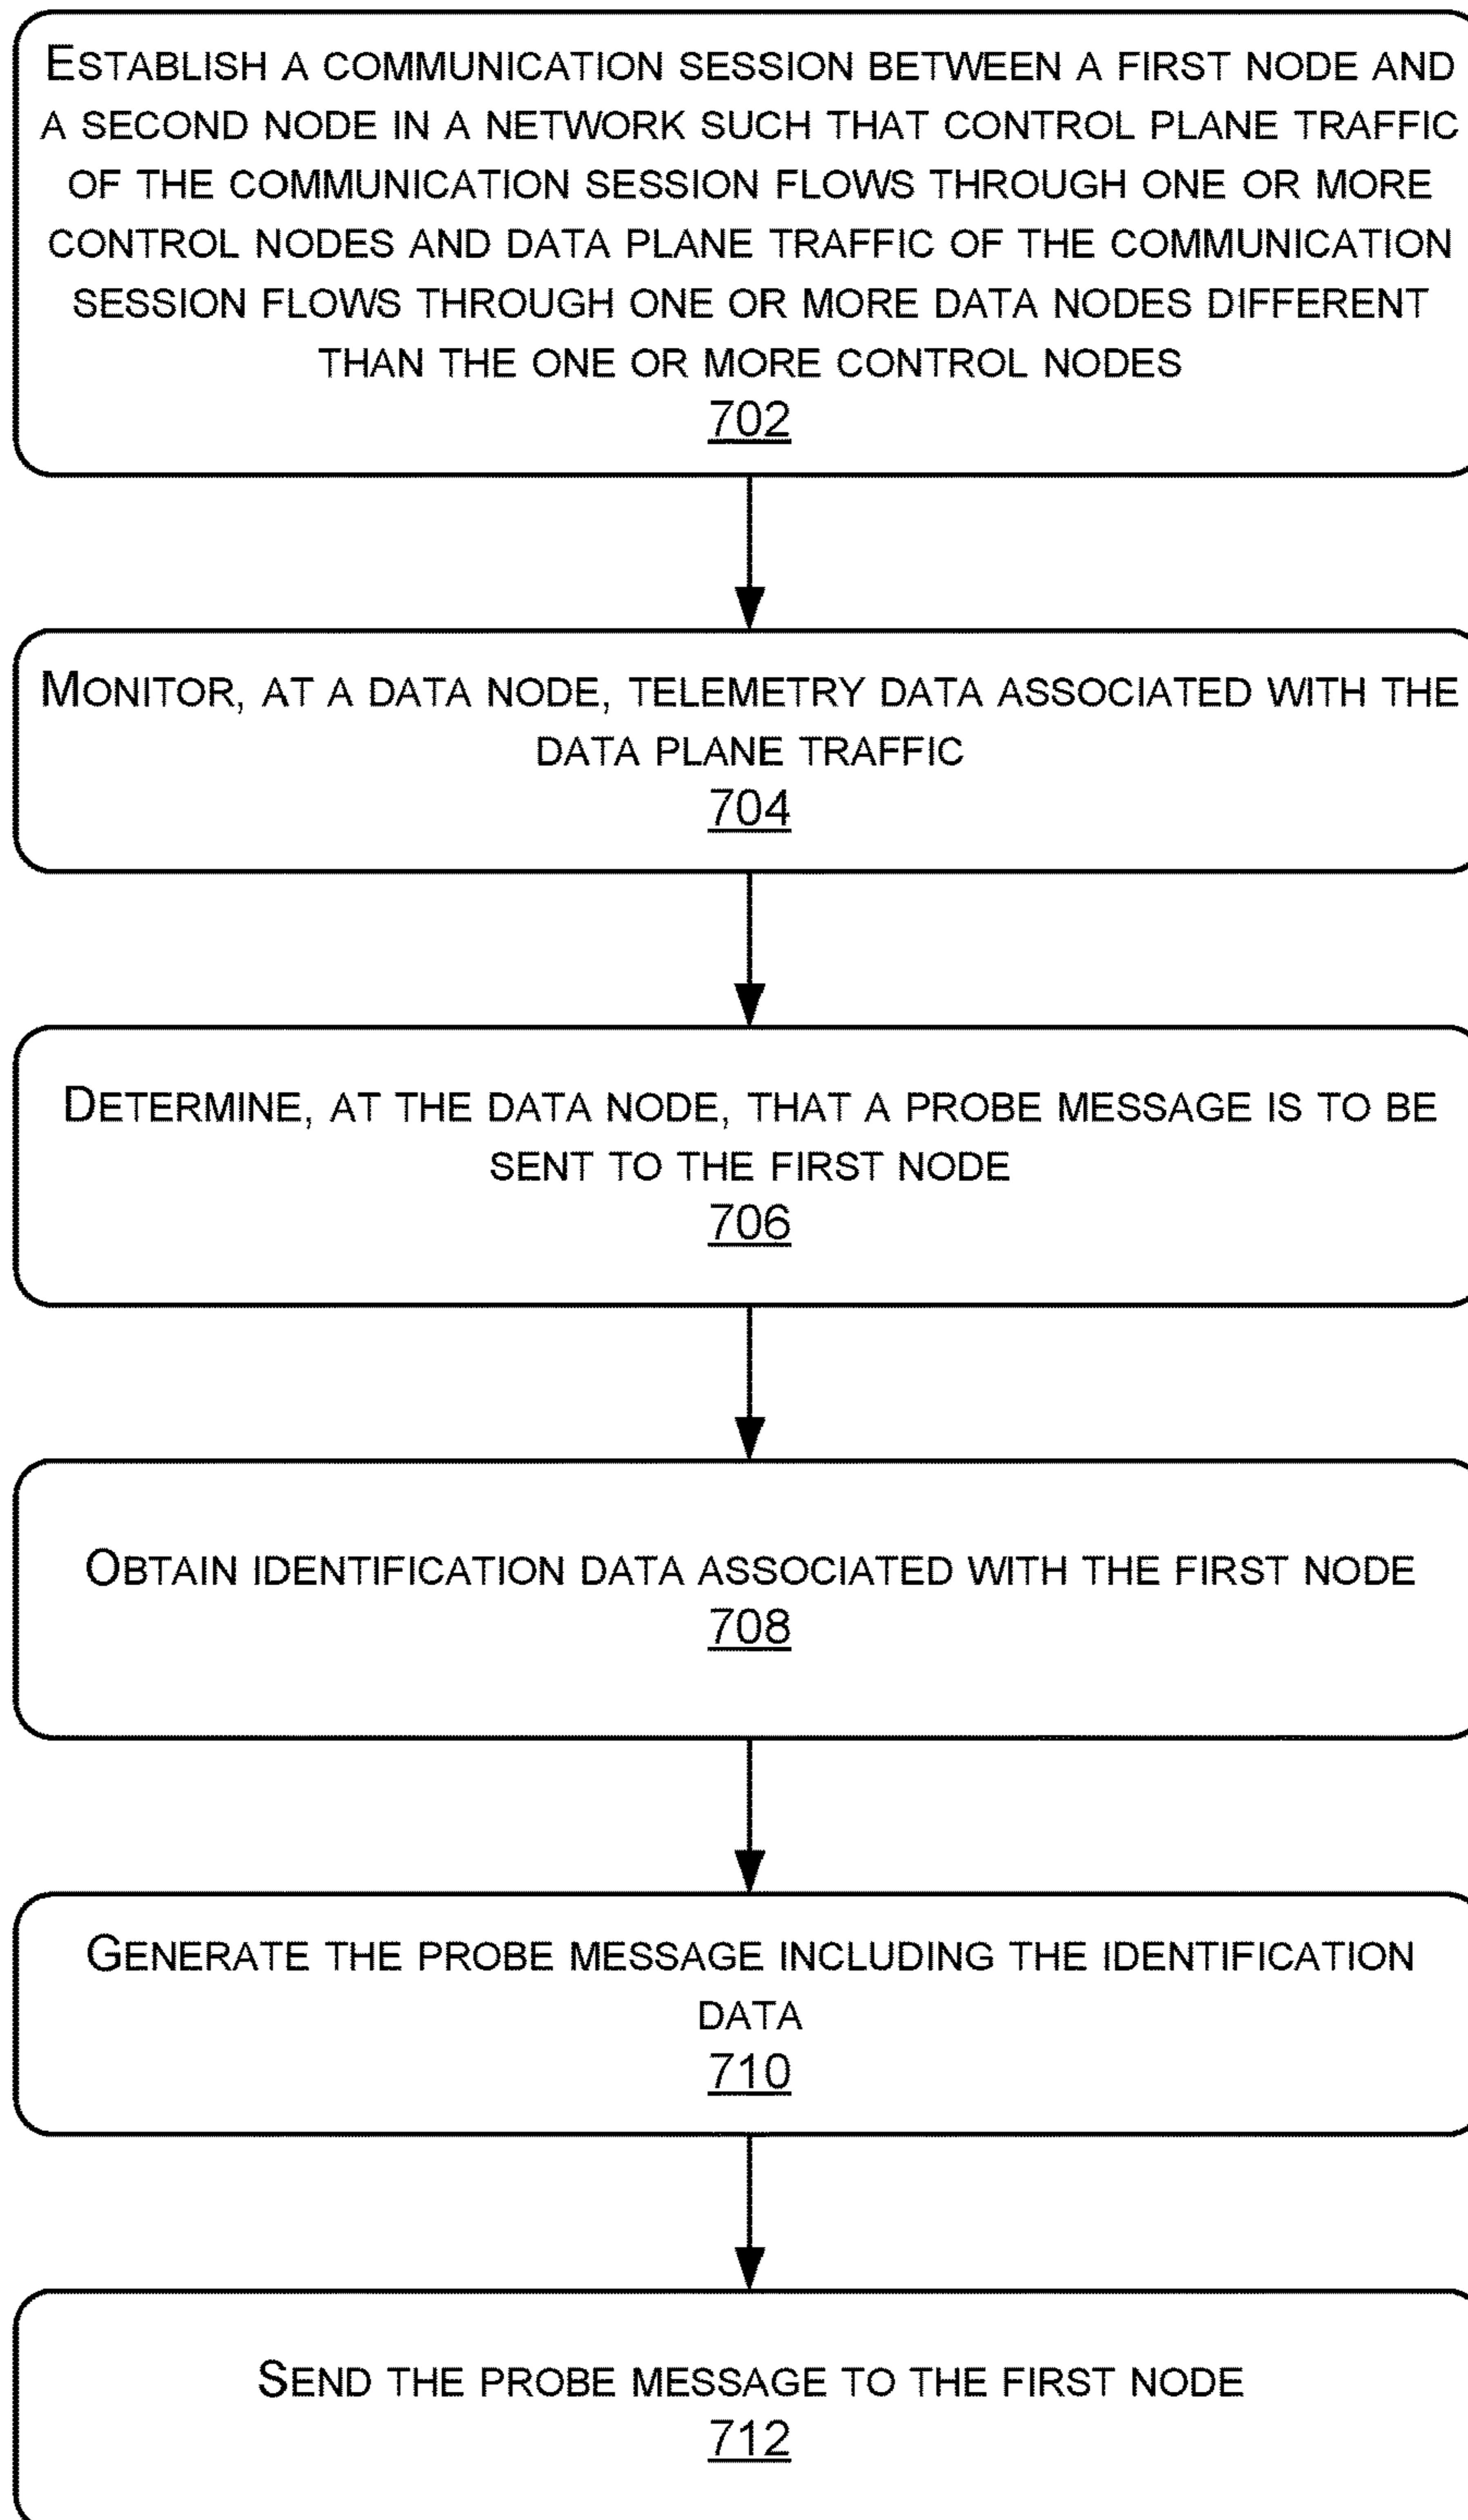 ESTABLISH A COMMUNICATION SESSION BETWEEN A FIRST NODE AND
A SECOND NODE IN A NETWORK SUCH THAT CONTROL PLANE TRAFFIC
OF THE COMMUNICATION SESSION FLOWS THROUGH ONE OR MORE
CONTROL NODES AND DATA PLANE TRAFFIC OF THE COMMUNICATION
SESSION FLOWS THROUGH ONE OR MORE DATA NODES DIFFERENT
THAN THE ONE OR MORE CONTROL NODES
702
MONITOR, AT A DATA NODE, TELEMETRY DATA ASSOCIATED WITH THE
DATA PLANE TRAFFIC
704
DETERMINE, AT THE DATA NODE, THAT A PROBE MESSAGE IS TO BE
SENT TO THE FIRST NODE
706
OBTAIN IDENTIFICATION DATA ASSOCIATED WITH THE FIRST NODE
708
GENERATE THE PROBE MESSAGE INCLUDING THE IDENTIFICATION
DATA
710
SEND THE PROBE MESSAGE TO THE FIRST NODE
712